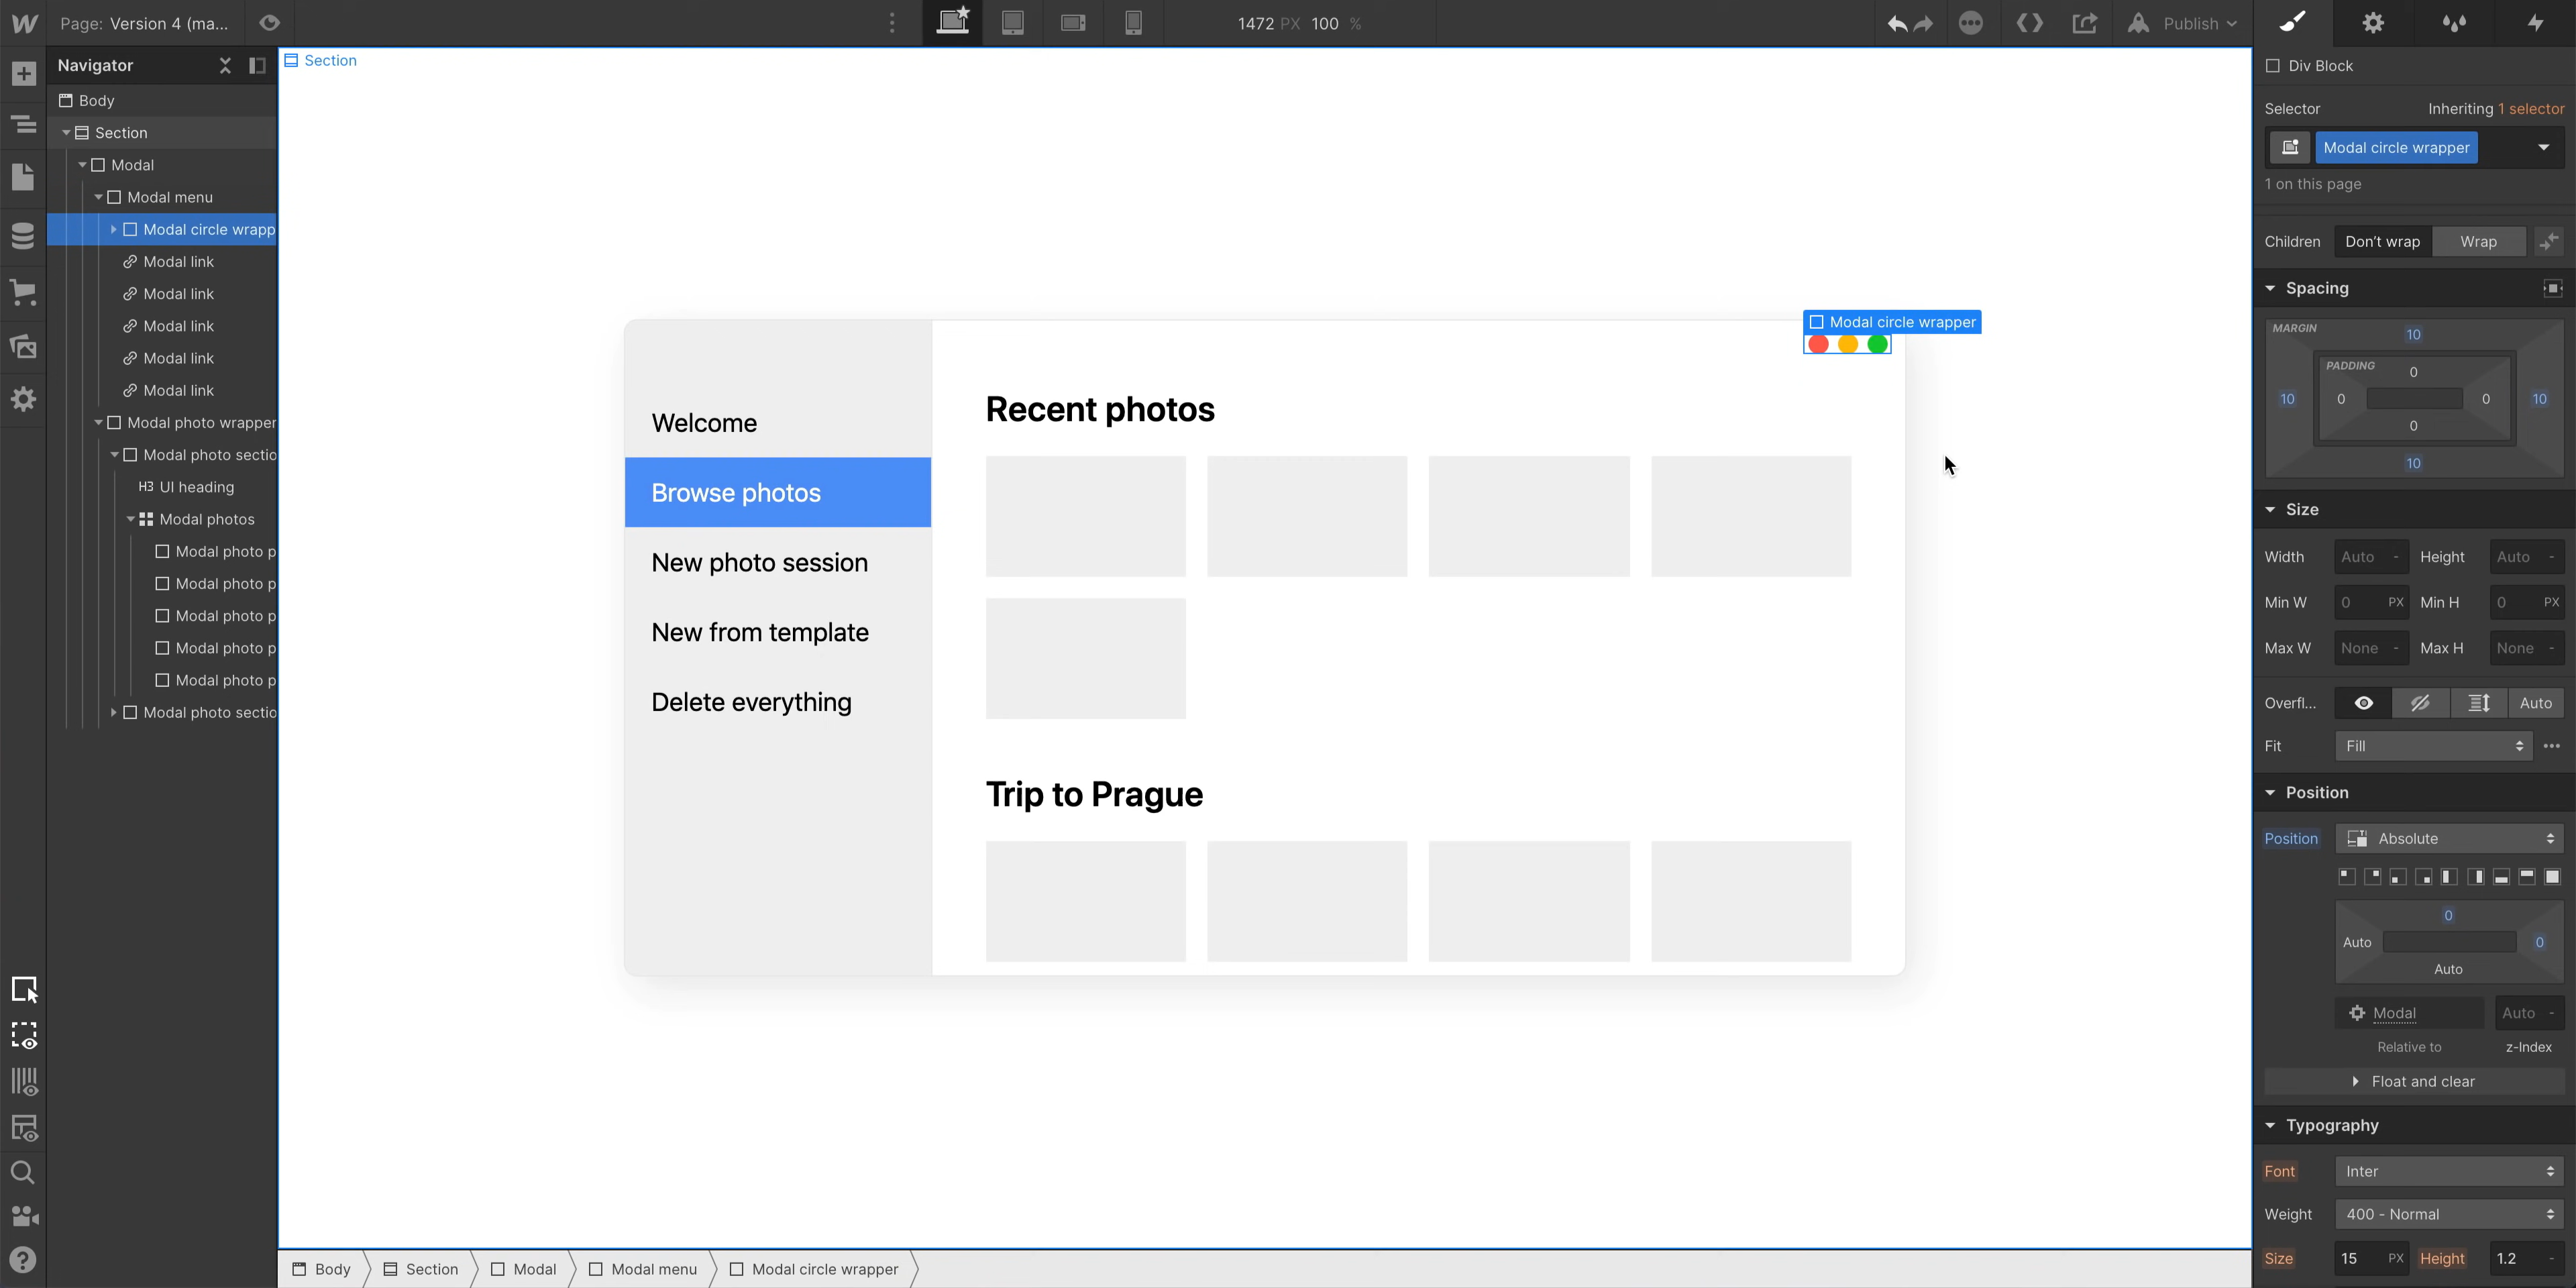 Page: Version 4 (ma...
1472 PX 100 %
Publish
Navigator
Body
Section
Modal
Modal menu
Modal circle wrapp
Modal link
Modal link
Modal link
Modal link
Modal link
Modal photo wrapper
Modal photo sectio
H3 UI heading
Modal photos
Modal photo p
Modal photo p
Modal photo p
Modal photo p
Modal photo p
Modal photo sectio
Section
Modal circle wrapper
Welcome
Browse photos
New photo session
New from template
Delete everything
Recent photos
Trip to Prague
Body Section Modal Modal menu Modal circle wrapper
Div Block
Selector Inheriting 1 selector
Modal circle wrapper
1 on this page
Children Don't wrap Wrap
Spacing
MARGIN 10
PADDING 0
10 0 0 10
0
10
Size
Width Auto - Height Auto -
Min W 0 PX Min H 0 PX
Max W None - Max H None -
Overfl... Auto
Fit Fill
Position
Position Absolute
0
Auto 0
Auto
Modal Auto -
Relative to z-Index
Float and clear
Typography
Font Inter
Weight 400 - Normal
Size 15 PX Height 1.2 -